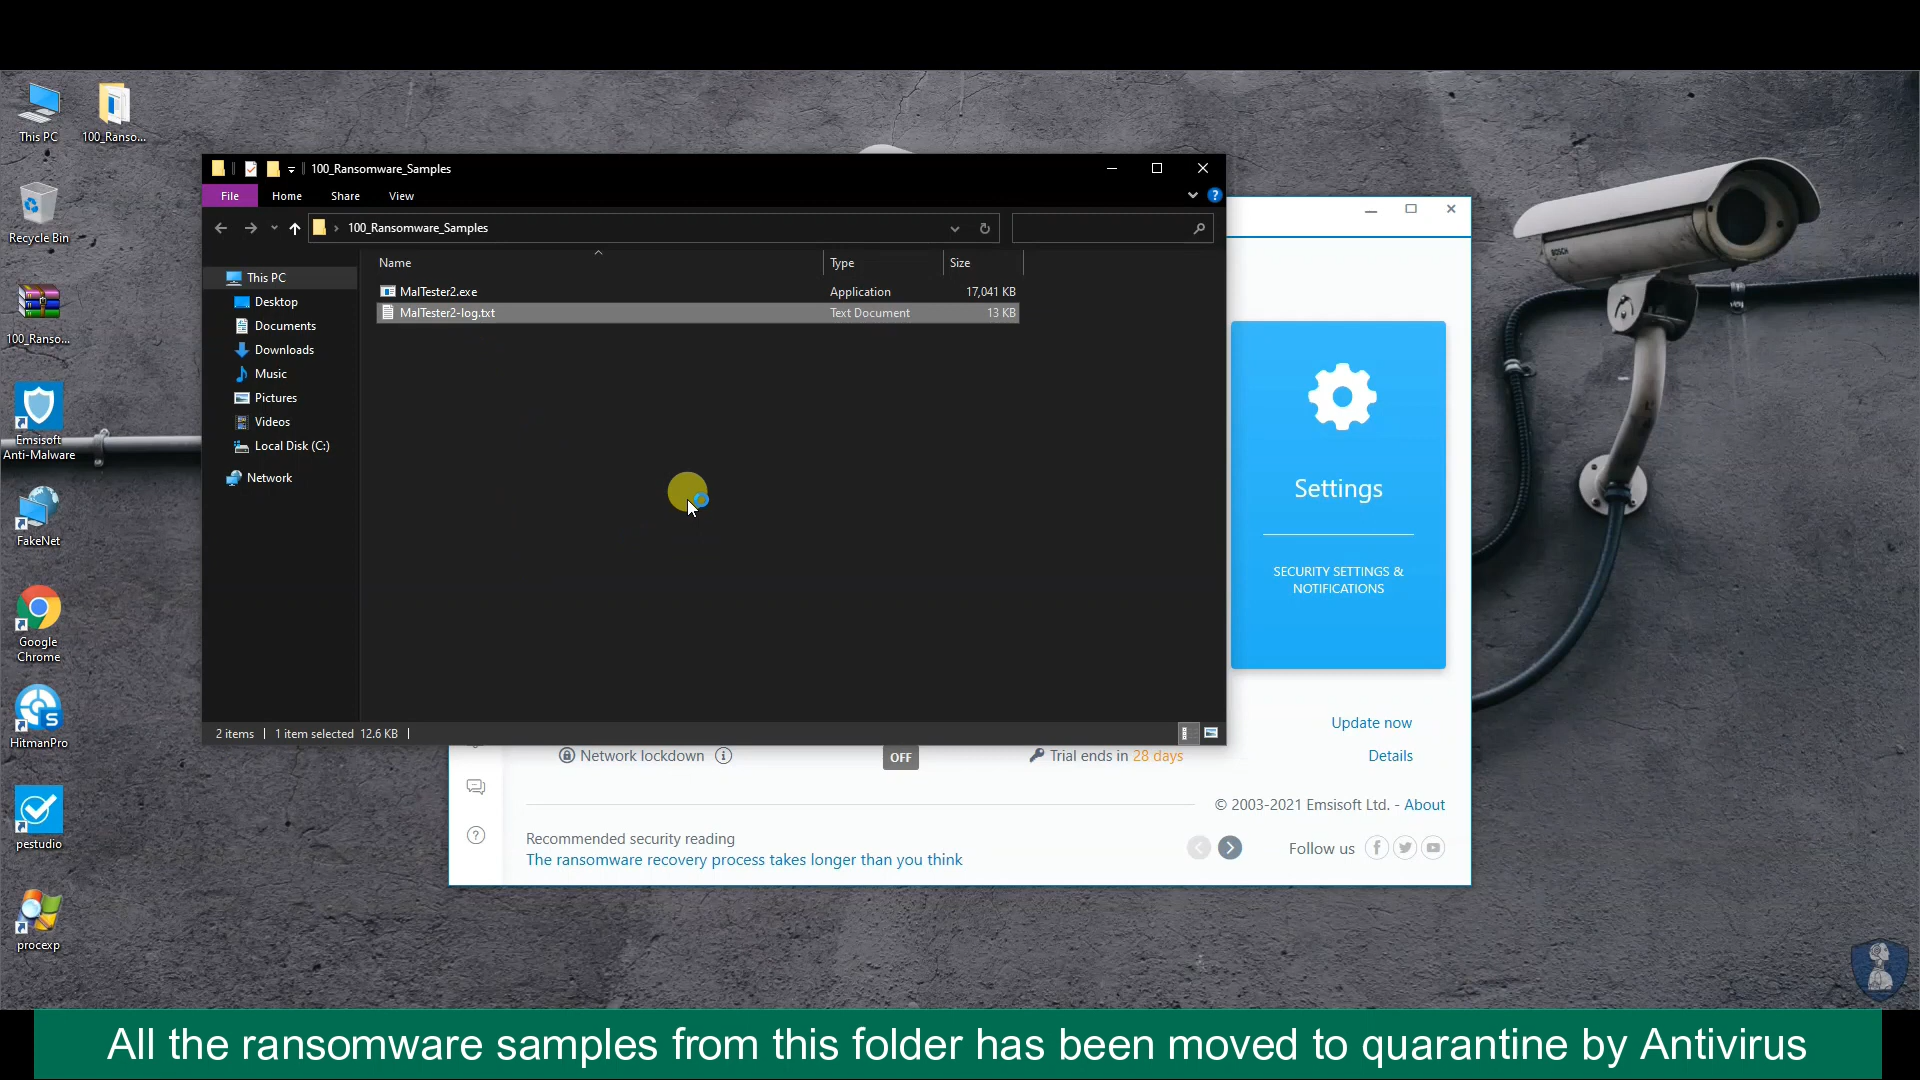 This PC
100_Ranso...
Recycle Bin
100_Ranso...
Emsisoft
Anti-Malware
FakeNet
Google
Chrome
HitmanPro
pestudio
procexp
100_Ransomware_Samples
File
Home
Share
View
100_Ransomware_Samples
This PC
Desktop
Documents
Downloads
Music
Pictures
Videos
Local Disk (C:)
Network
Name
Type
Size
MalTester2.exe
Application
17,041 KB
MalTester2-log.txt
Text Document
13 KB
2 items
1 item selected 12.6 KB
Settings
SECURITY SETTINGS &
NOTIFICATIONS
Update now
Network lockdown
OFF
Trial ends in 28 days
Details
© 2003-2021 Emsisoft Ltd. - About
Recommended security reading
The ransomware recovery process takes longer than you think
Follow us
BOSCH
All the ransomware samples from this folder has been moved to quarantine by Antivirus